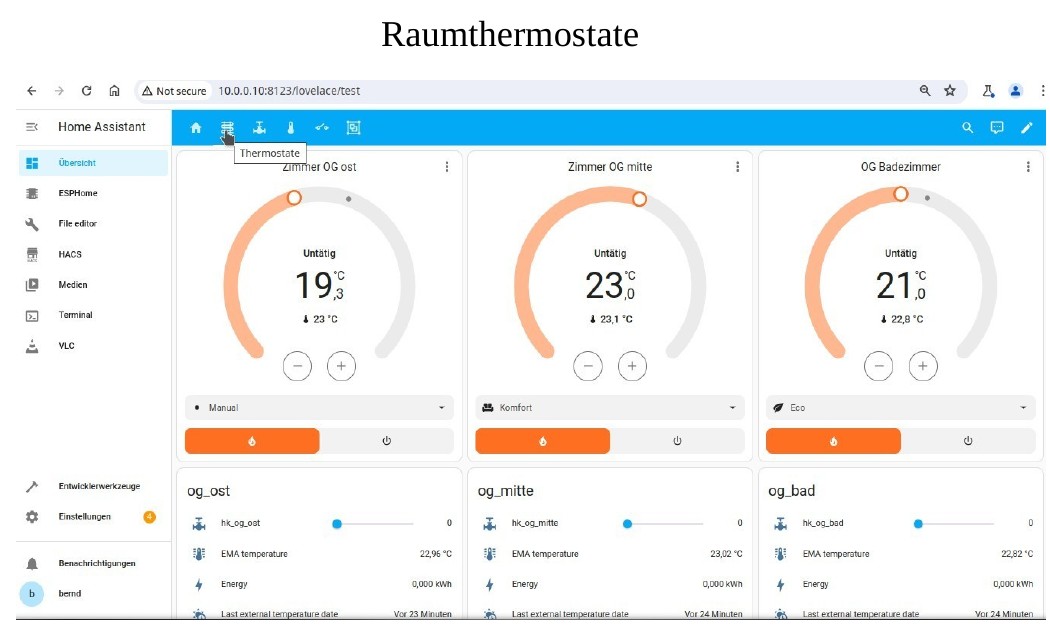 Raumthermostate
Not secure 10.0.0.10:8123/lovelace/test
Home Assistant
Thermostate
Übersicht
ESPHome
File editor
HACS
Medien
Terminal
VLC
Entwicklerwerkzeuge
Einstellungen 4
Benachrichtigungen
b bernd
Zimmer OG ost
Untätig
19,3 °C
23 °C
Manual
Zimmer OG mitte
Untätig
23,0 °C
23,1 °C
Komfort
OG Badezimmer
Untätig
21,0 °C
22,8 °C
Eco
og_ost
hk_og_ost 0
EMA temperature 22,96 °C
Energy 0,000 kWh
Last external temperature date Vor 23 Minuten
og_mitte
hk_og_mitte 0
EMA temperature 23,02 °C
Energy 0,000 kWh
Last external temperature date Vor 24 Minuten
og_bad
hk_og_bad 0
EMA temperature 22,82 °C
Energy 0,000 kWh
Last external temperature date Vor 24 Minuten